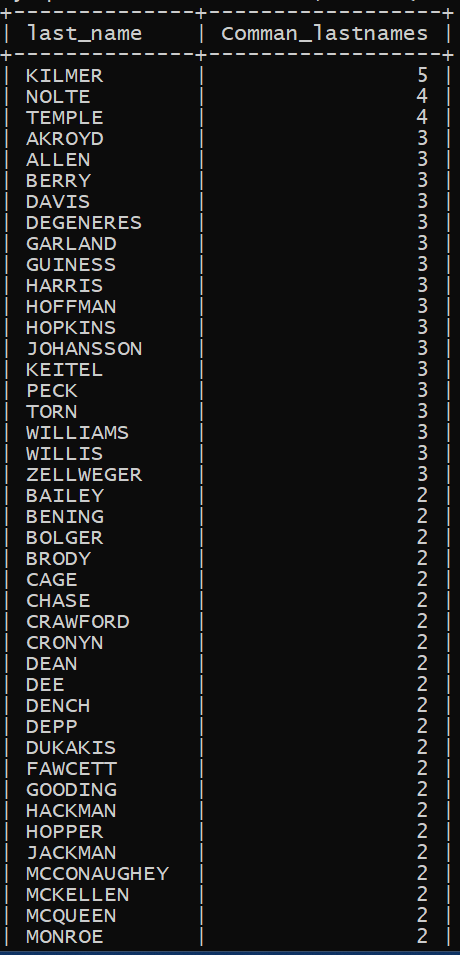 +--------------+------------------+
| last_name | Comman_lastnames |
+--------------+------------------+
| KILMER | 5 |
| NOLTE | 4 |
| TEMPLE | 4 |
| AKROYD | 3 |
| ALLEN | 3 |
| BERRY | 3 |
| DAVIS | 3 |
| DEGENERES | 3 |
| GARLAND | 3 |
| GUINESS | 3 |
| HARRIS | 3 |
| HOFFMAN | 3 |
| HOPKINS | 3 |
| JOHANSSON | 3 |
| KEITEL | 3 |
| PECK | 3 |
| TORN | 3 |
| WILLIAMS | 3 |
| WILLIS | 3 |
| ZELLWEGER | 3 |
| BAILEY | 2 |
| BENING | 2 |
| BOLGER | 2 |
| BRODY | 2 |
| CAGE | 2 |
| CHASE | 2 |
| CRAWFORD | 2 |
| CRONYN | 2 |
| DEAN | 2 |
| DEE | 2 |
| DENCH | 2 |
| DEPP | 2 |
| DUKAKIS | 2 |
| FAWCETT | 2 |
| GOODING | 2 |
| HACKMAN | 2 |
| HOPPER | 2 |
| JACKMAN | 2 |
| MCCONAUGHEY | 2 |
| MCKELLEN | 2 |
| MCQUEEN | 2 |
| MONROE | 2 |